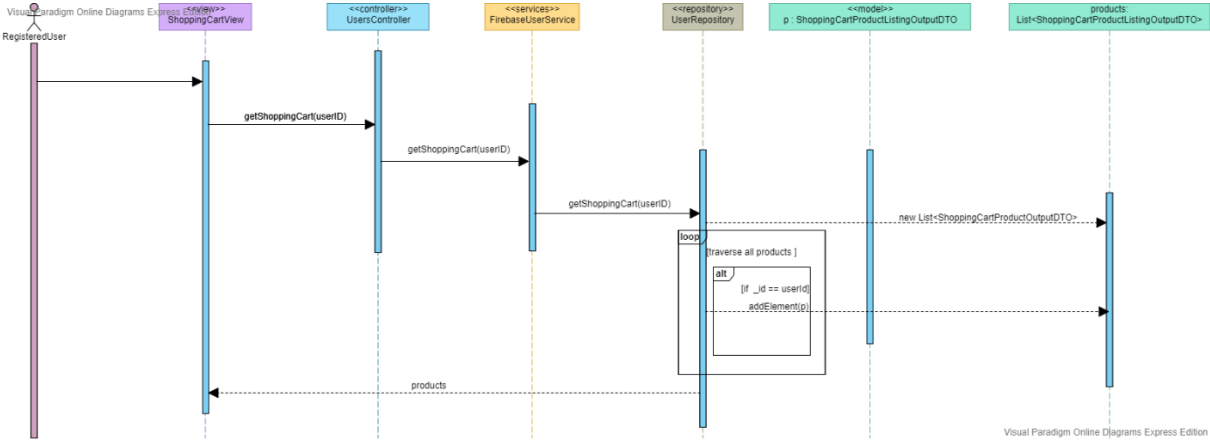 Visual Paradigm Online Diagrams Express Edition
RegisteredUser
<<view>>
ShoppingCartView
<<controller>>
UsersController
<<services>>
FirebaseUserService
<<repository>>
UserRepository
<<model>>
p : ShoppingCartProductListingOutputDTO
products:
List<ShoppingCartProductListingOutputDTO>
getShoppingCart(userID)
getShoppingCart(userID)
getShoppingCart(userID)
new List<ShoppingCartProductOutputDTO>
loop
[traverse all products ]
alt
[if _id == userId]
addElement(p)
products
Visual Paradigm Online Diagrams Express Edition